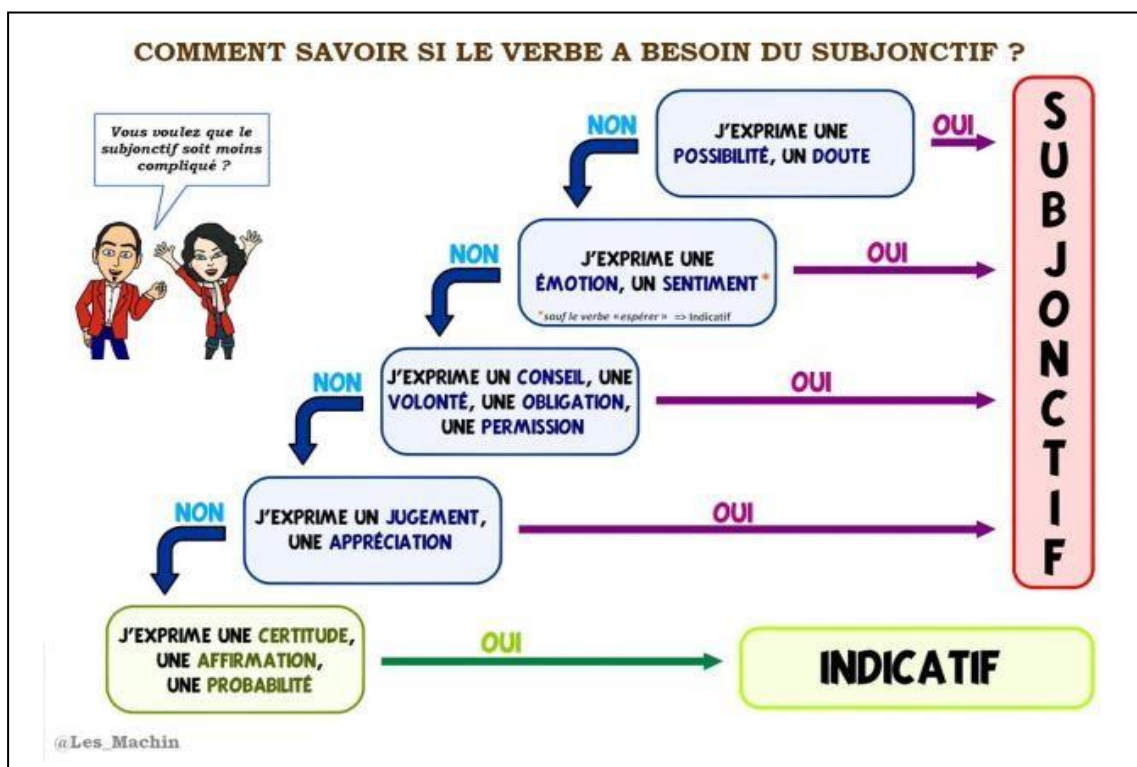 COMMENT SAVOIR SI LE VERBE A BESOIN DU SUBJONCTIF ?
Vous voulez que le
subjonctif soit moins
compliqué ?
NON
J'EXPRIME UNE
POSSIBILITÉ, UN DOUTE
OUI
NON
J'EXPRIME UNE
ÉMOTION, UN SENTIMENT *
*sauf le verbe «espérer» => Indicatif
OUI
NON
J'EXPRIME UN CONSEIL, UNE
VOLONTÉ, UNE OBLIGATION,
UNE PERMISSION
OUI
NON
J'EXPRIME UN JUGEMENT,
UNE APPRÉCIATION
OUI
SUBJONCTIF
J'EXPRIME UNE CERTITUDE,
UNE AFFIRMATION,
UNE PROBABILITÉ
OUI
INDICATIF
@Les_Machin